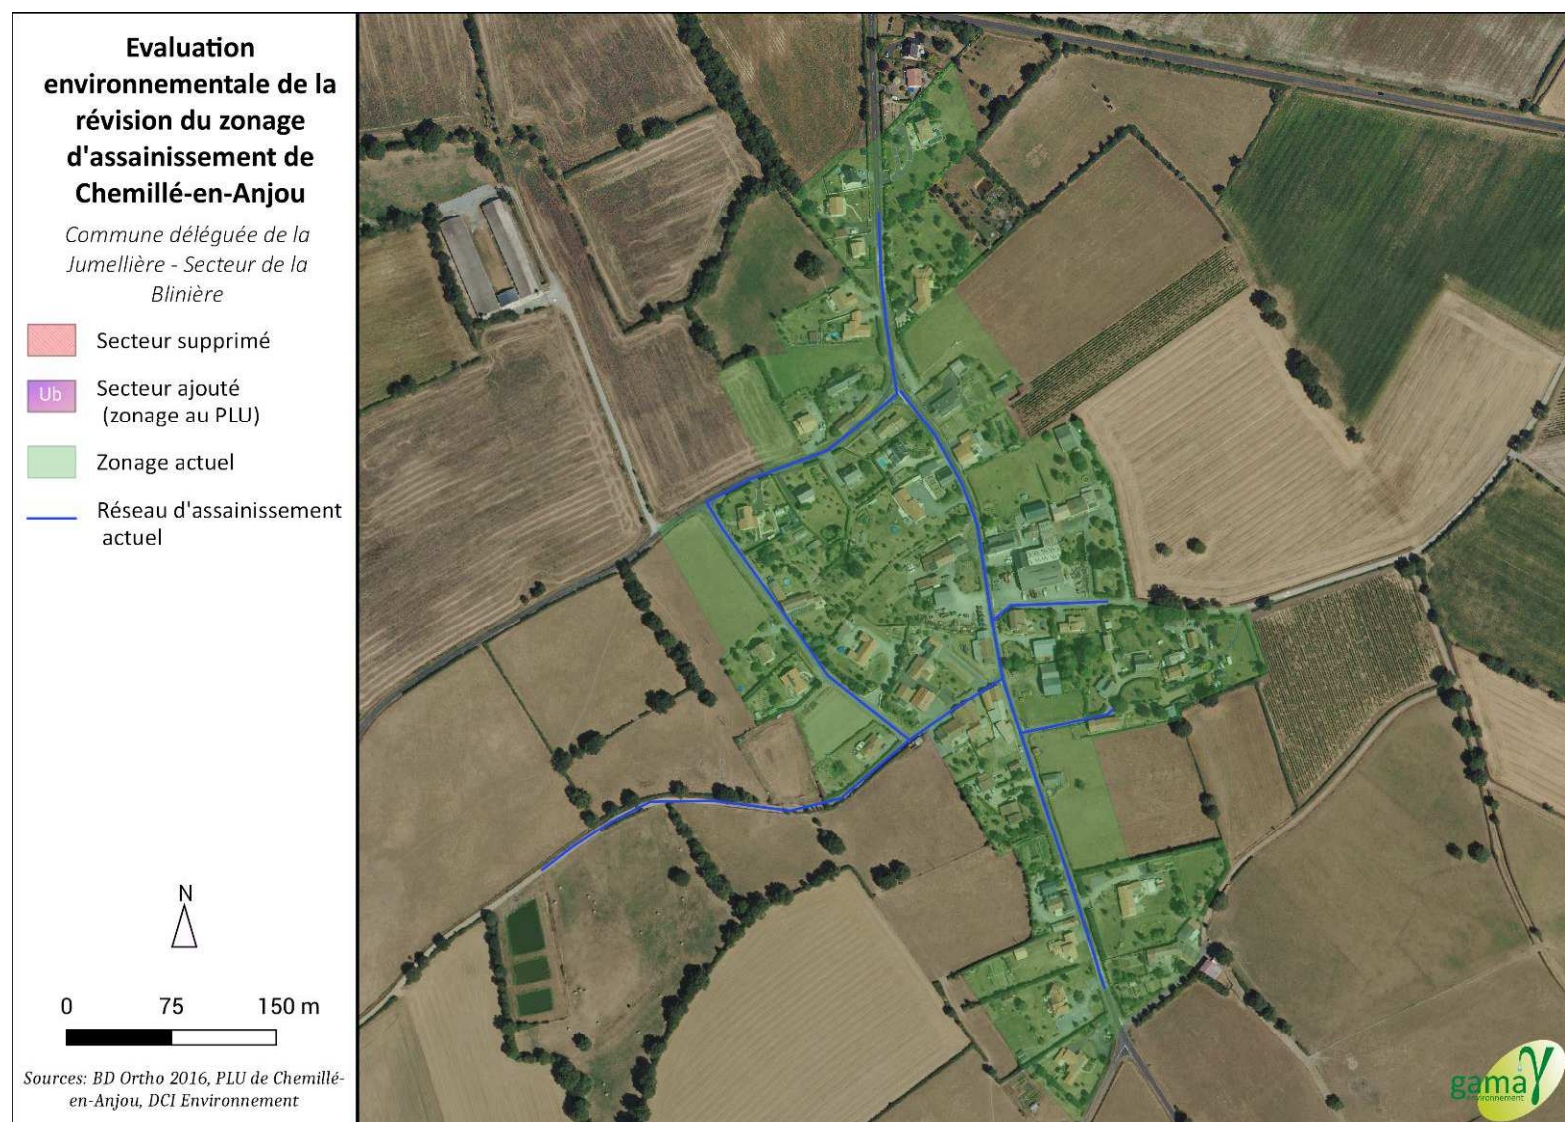 Evaluation
environnementale de la
révision du zonage
d'assainissement de
Chemillé-en-Anjou
Commune déléguée de la
Jumellière - Secteur de la
Blinière
Secteur supprimé
Ub
Secteur ajouté
(zonage au PLU)
Zonage actuel
Réseau d'assainissement
actuel
N
0 75 150 m
Sources: BD Ortho 2016, PLU de Chemillé-
en-Anjou, DCI Environnement
gama
environnement